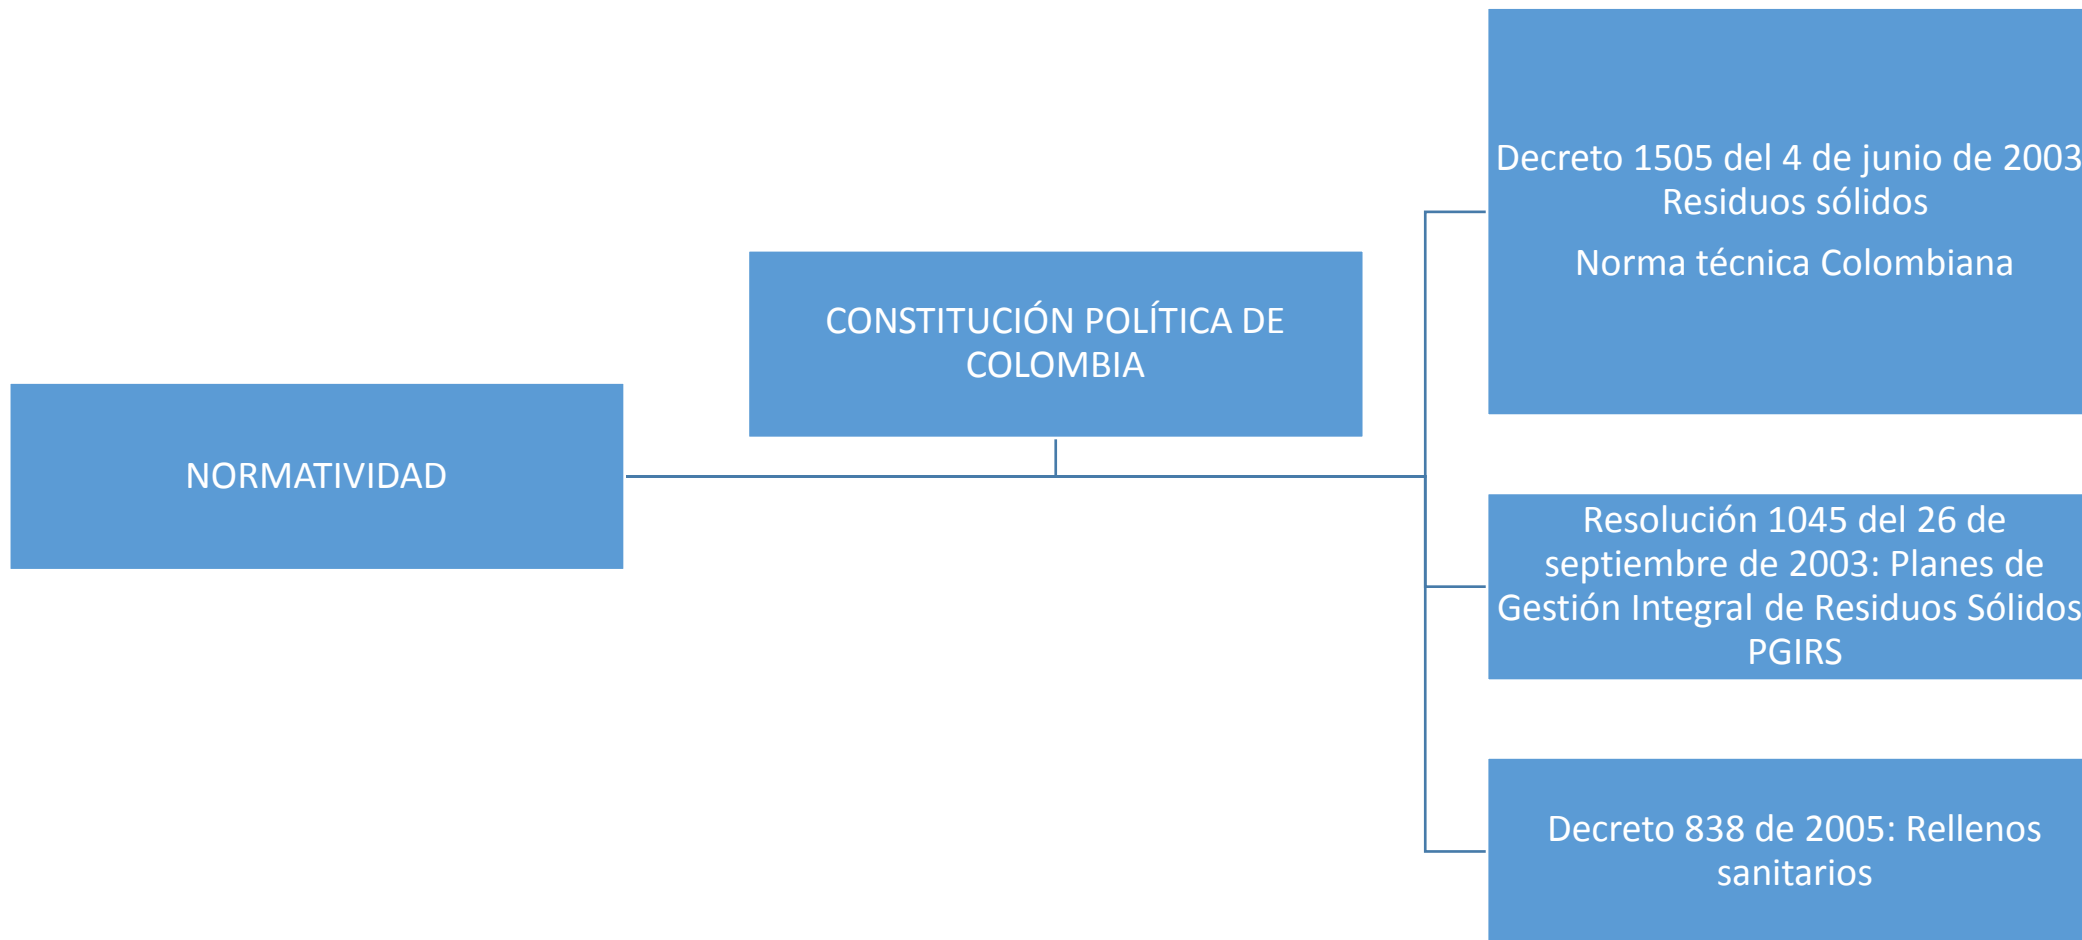 NORMATIVIDAD
CONSTITUCIÓN POLÍTICA DE
COLOMBIA
Decreto 1505 del 4 de junio de 2003
Residuos sólidos
Norma técnica Colombiana
Resolución 1045 del 26 de
septiembre de 2003: Planes de
Gestión Integral de Residuos Sólidos
PGIRS
Decreto 838 de 2005: Rellenos
sanitarios